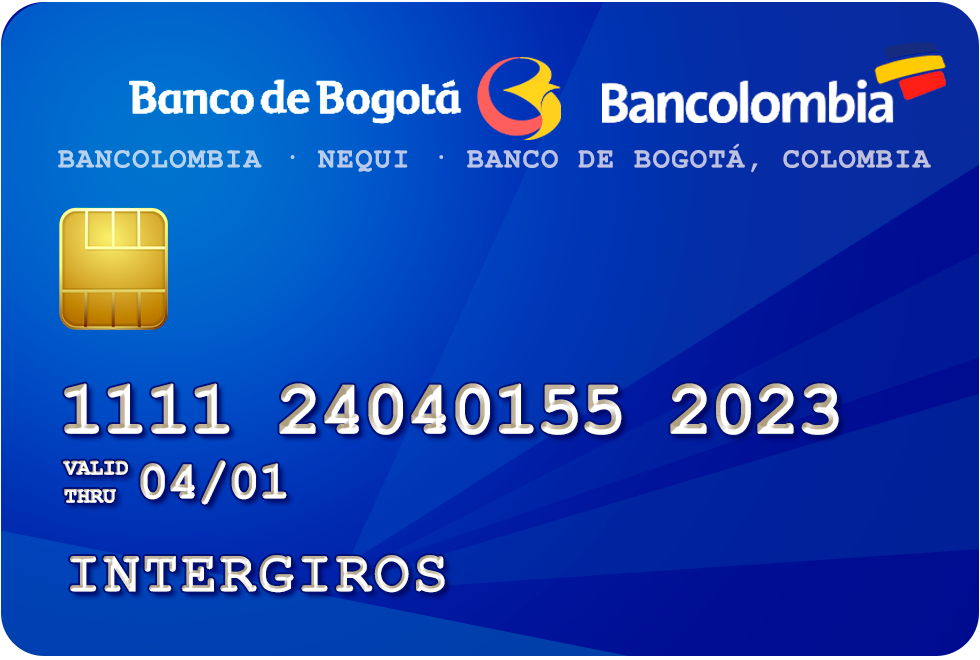 Banco de Bogotá Bancolombia
BANCOLOMBIA · NEQUI · BANCO DE BOGOTÁ, COLOMBIA
1111 24040155 2023
VALID THRU 04/01
INTERGIROS